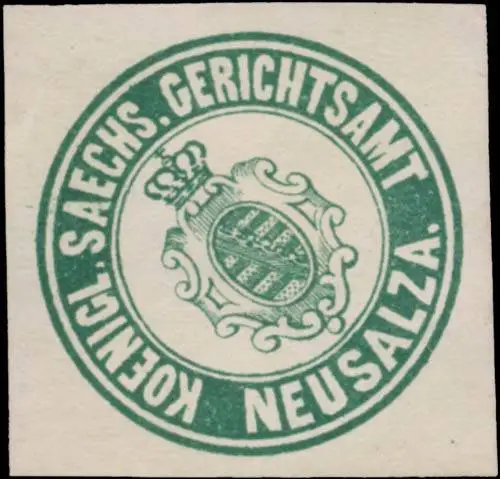 KOENIGL. SAECHS. GERICHTSAMT
NEUSALZA.